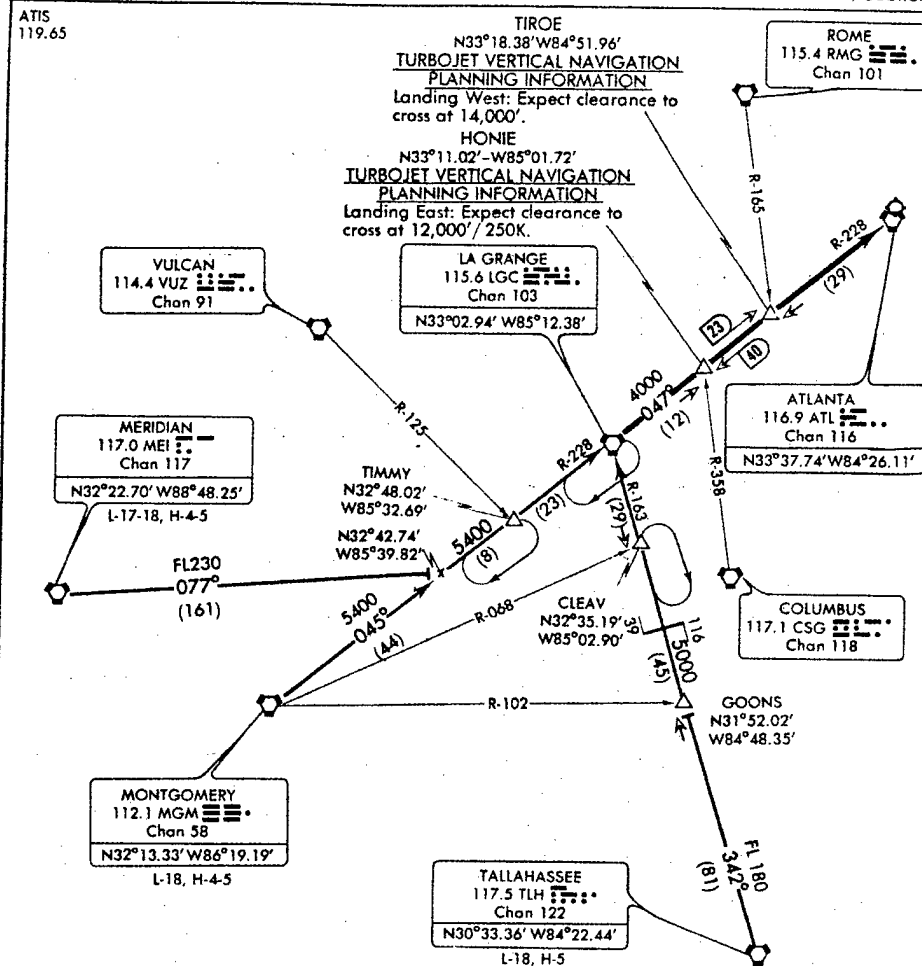 ATIS
119.65
TIROE
N33°18.38'W84°51.96'
TURBOJET VERTICAL NAVIGATION
PLANNING INFORMATION
Landing West: Expect clearance to
cross at 14,000'.
HONIE
N33°11.02'-W85°01.72'
TURBOJET VERTICAL NAVIGATION
PLANNING INFORMATION
Landing East: Expect clearance to
cross at 12,000'/250K.
ROME
115.4 RMG
Chan 101
R-165
R-228
(29)
VULCAN
114.4 VUZ
Chan 91
LA GRANGE
115.6 LGC
Chan 103
N33°02.94' W85°12.38'
23
40
4000
047°
(12)
ATLANTA
116.9 ATL
Chan 116
N33°37.74'W84°26.11'
R-125
R-358
MERIDIAN
117.0 MEI
Chan 117
N32°22.70' W88°48.25'
L-17-18, H-4-5
TIMMY
N32°48.02'
W85°32.69'
R-228
(23)
R-163
(29)
N32°42.74'
W85°39.82'
5400
(8)
FL230
077°
(161)
5400
045°
(44)
R-068
CLEAV
N32°35.19'
W85°02.90'
39
116
5000
(45)
COLUMBUS
117.1 CSG
Chan 118
R-102
GOONS
N31°52.02'
W84°48.35'
MONTGOMERY
112.1 MGM
Chan 58
N32°13.33'W86°19.19'
L-18, H-4-5
FL 180
342°
(81)
TALLAHASSEE
117.5 TLH
Chan 122
N30°33.36' W84°22.44'
L-18, H-5